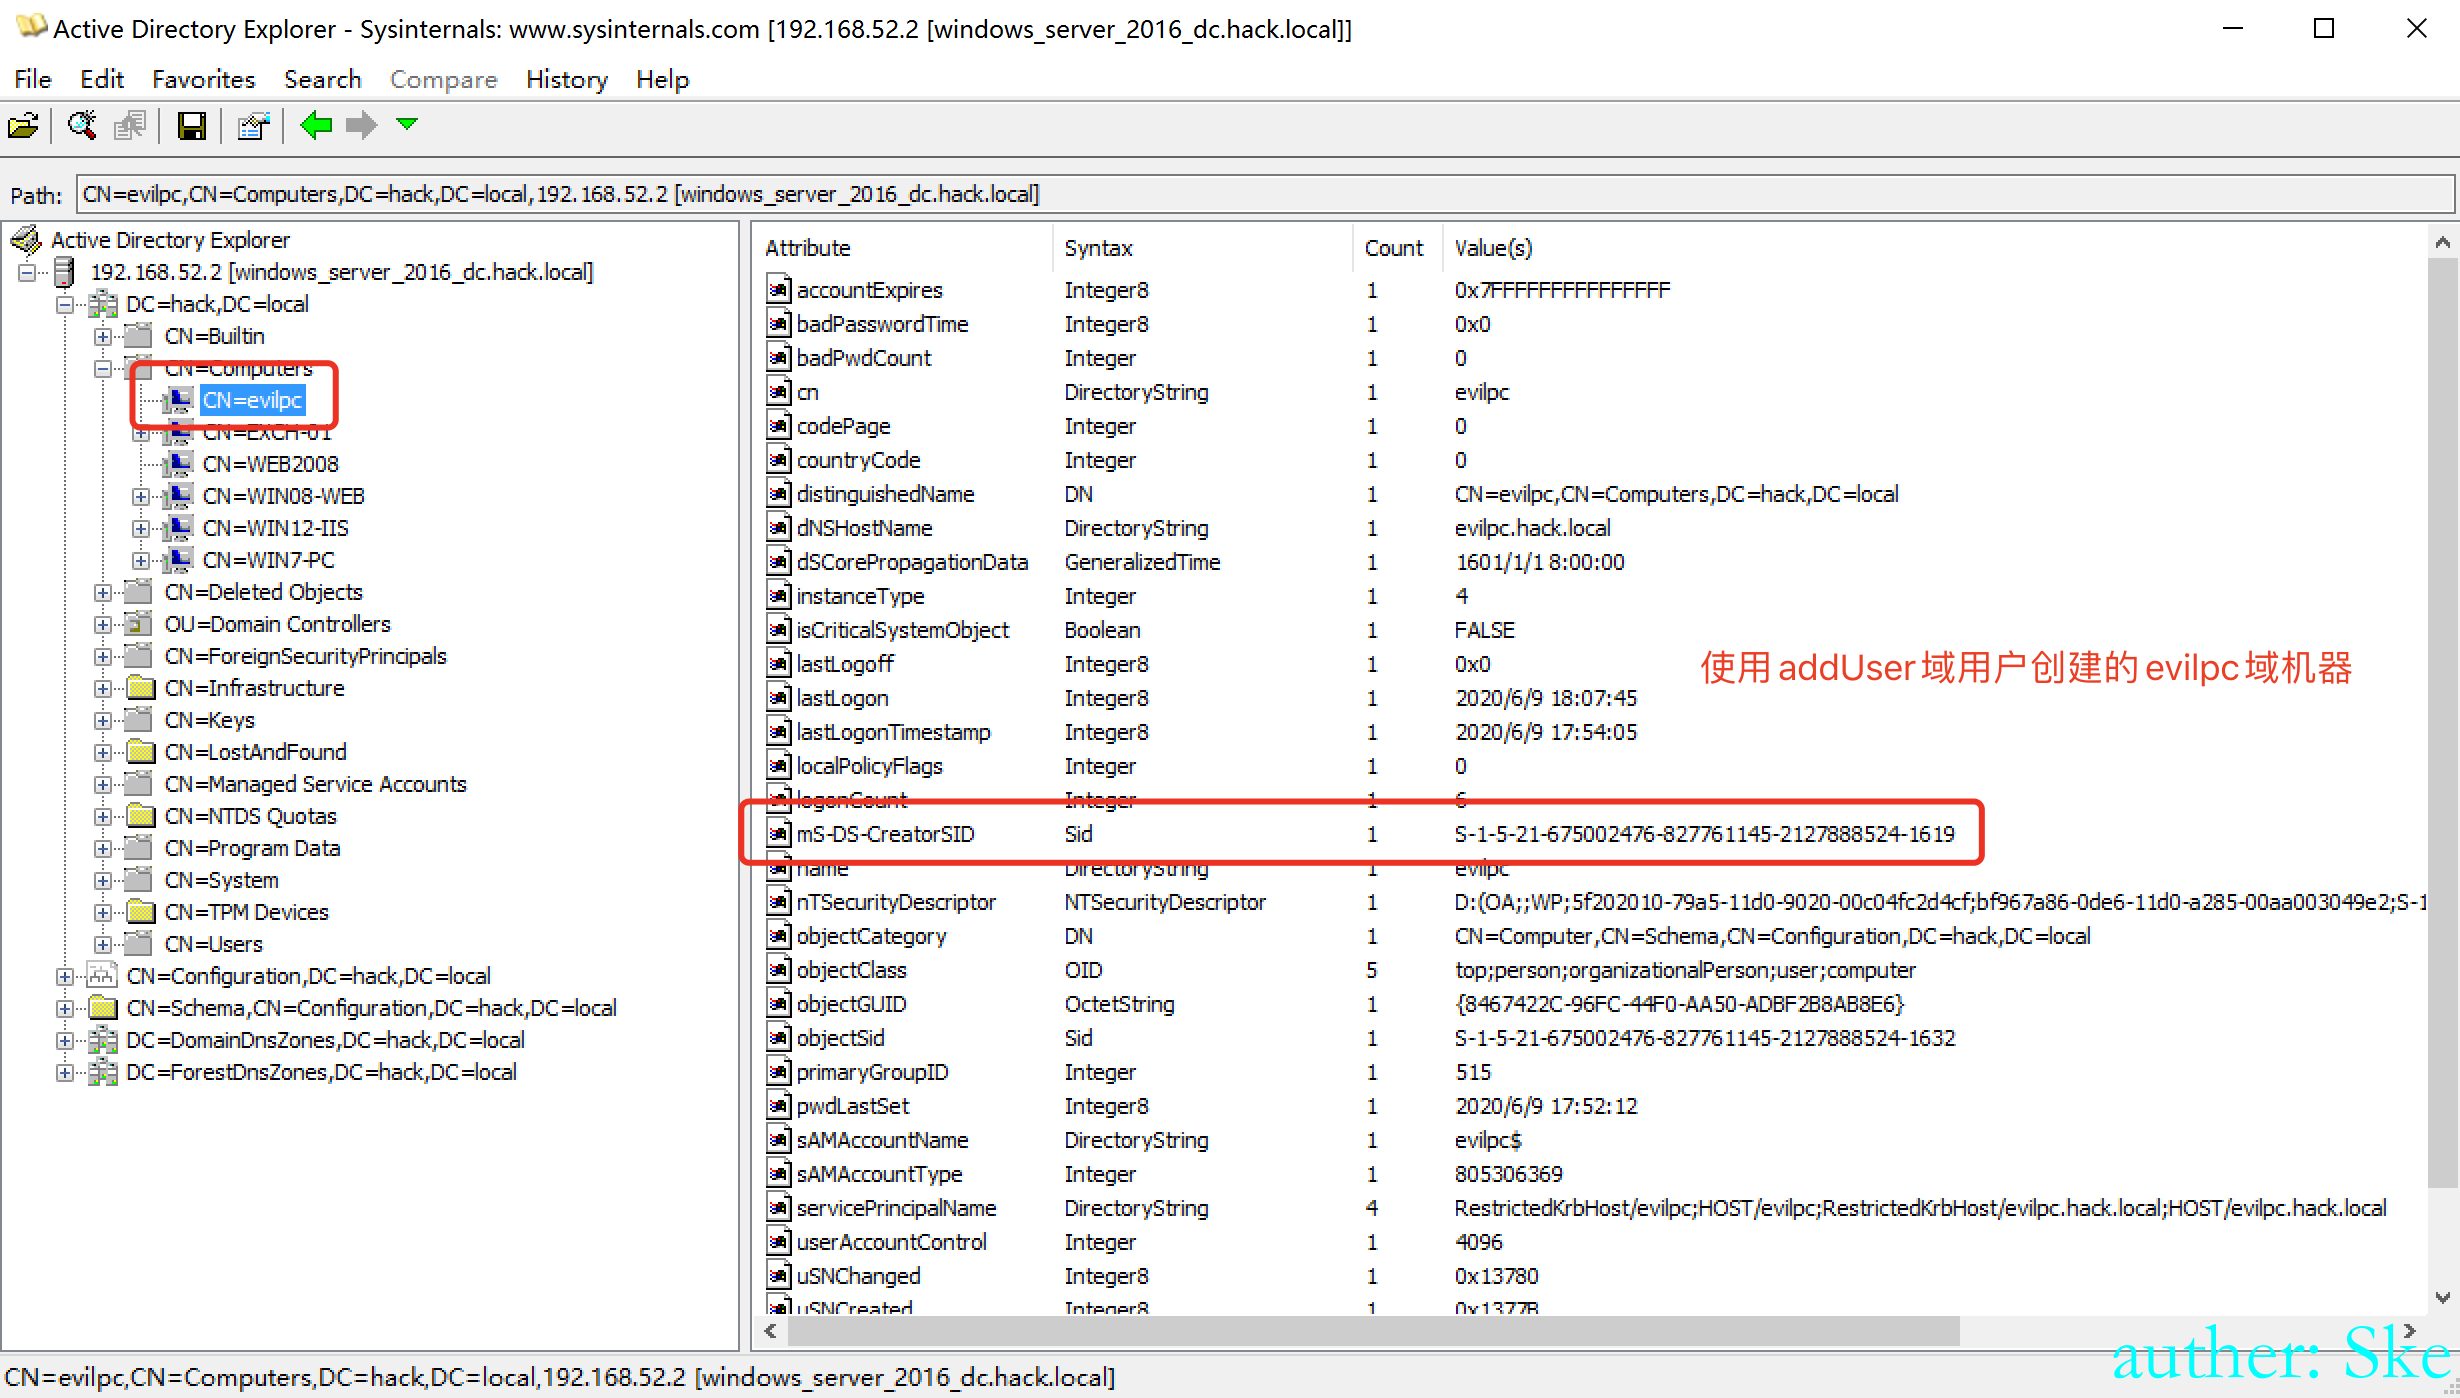 Active Directory Explorer - Sysinternals: www.sysinternals.com [192.168.52.2 [windows_server_2016_dc.hack.local]]
File Edit Favorites Search Compare History Help
Path: CN=evilpc,CN=Computers,DC=hack,DC=local,192.168.52.2 [windows_server_2016_dc.hack.local]
Active Directory Explorer
192.168.52.2 [windows_server_2016_dc.hack.local]
DC=hack,DC=local
CN=Builtin
CN=Computers
CN=evilpc
CN=EXCH-01
CN=WEB2008
CN=WIN08-WEB
CN=WIN12-IIS
CN=WIN7-PC
CN=Deleted Objects
OU=Domain Controllers
CN=ForeignSecurityPrincipals
CN=Infrastructure
CN=Keys
CN=LostAndFound
CN=Managed Service Accounts
CN=NTDS Quotas
CN=Program Data
CN=System
CN=TPM Devices
CN=Users
CN=Configuration,DC=hack,DC=local
CN=Schema,CN=Configuration,DC=hack,DC=local
DC=DomainDnsZones,DC=hack,DC=local
DC=ForestDnsZones,DC=hack,DC=local
Attribute Syntax Count Value(s)
accountExpires Integer8 1 0x7FFFFFFFFFFFFFFF
badPasswordTime Integer8 1 0x0
badPwdCount Integer 1 0
cn DirectoryString 1 evilpc
codePage Integer 1 0
countryCode Integer 1 0
distinguishedName DN 1 CN=evilpc,CN=Computers,DC=hack,DC=local
dNSHostName DirectoryString 1 evilpc.hack.local
dSCorePropagationData GeneralizedTime 1 1601/1/1 8:00:00
instanceType Integer 1 4
isCriticalSystemObject Boolean 1 FALSE
lastLogoff Integer8 1 0x0
使用addUser域用户创建的evilpc域机器
lastLogon Integer8 1 2020/6/9 18:07:45
lastLogonTimestamp Integer8 1 2020/6/9 17:54:05
localPolicyFlags Integer 1 0
logonCount Integer 1 6
mS-DS-CreatorSID Sid 1 S-1-5-21-675002476-827761145-2127888524-1619
name DirectoryString 1 evilpc
nTSecurityDescriptor NTSecurityDescriptor 1 D:(OA;;WP;5f202010-79a5-11d0-9020-00c04fc2d4cf;bf967a86-0de6-11d0-a285-00aa003049e2;S-1
objectCategory DN 1 CN=Computer,CN=Schema,CN=Configuration,DC=hack,DC=local
objectClass OID 5 top;person;organizationalPerson;user;computer
objectGUID OctetString 1 {8467422C-96FC-44F0-AA50-ADBF2B8AB8E6}
objectSid Sid 1 S-1-5-21-675002476-827761145-2127888524-1632
primaryGroupID Integer 1 515
pwdLastSet Integer8 1 2020/6/9 17:52:12
sAMAccountName DirectoryString 1 evilpc$
sAMAccountType Integer 1 805306369
servicePrincipalName DirectoryString 4 RestrictedKrbHost/evilpc;HOST/evilpc;RestrictedKrbHost/evilpc.hack.local;HOST/evilpc.hack.local
userAccountControl Integer 1 4096
uSNChanged Integer8 1 0x13780
uSNCreated Integer8 1 0x1377B
CN=evilpc,CN=Computers,DC=hack,DC=local,192.168.52.2 [windows_server_2016_dc.hack.local]
auther: Ske